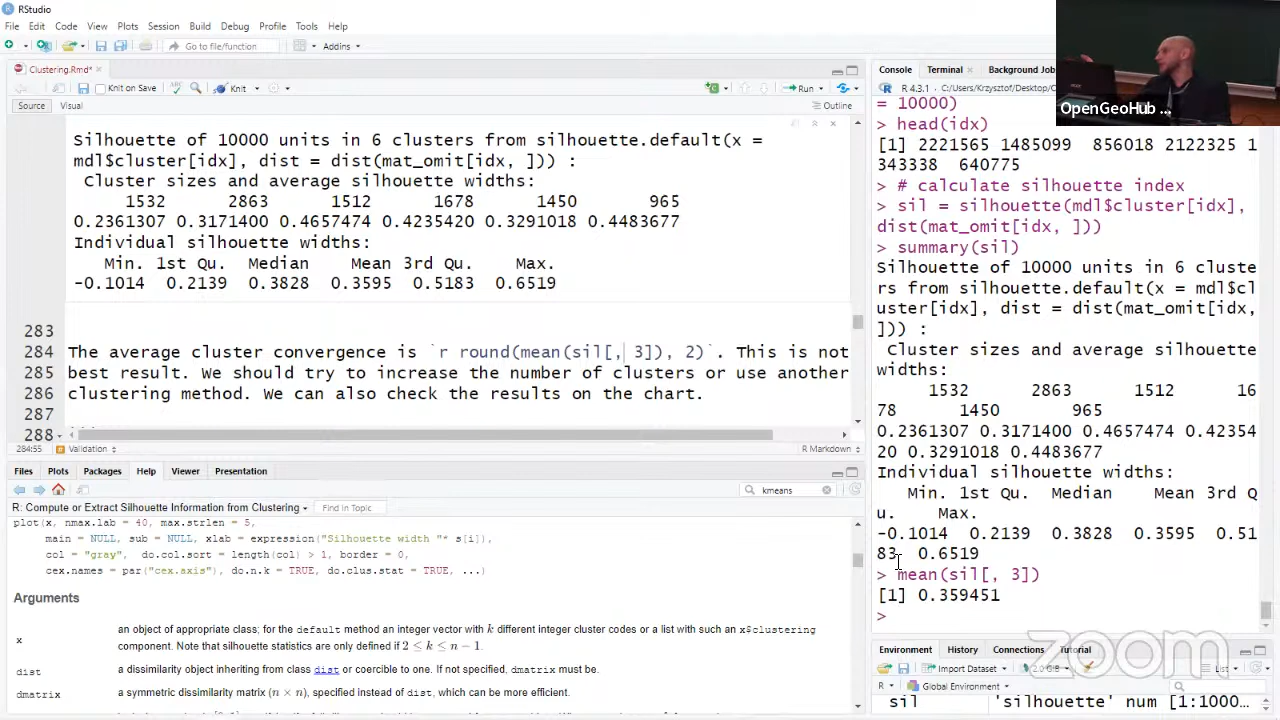 RStudio
File Edit Code View Plots Session Build Debug Profile Tools Help
Go to file/function Addins
Clustering.Rmd*
Knit on Save Knit Run
Source Visual Outline
Silhouette of 10000 units in 6 clusters from silhouette.default(x =
mdl$cluster[idx], dist = dist(mat_omit[idx, ])) :
Cluster sizes and average silhouette widths:
1532 2863 1512 1678 1450 965
0.2361307 0.3171400 0.4657474 0.4235420 0.3291018 0.4483677
Individual silhouette widths:
Min. 1st Qu. Median Mean 3rd Qu. Max.
-0.1014 0.2139 0.3828 0.3595 0.5183 0.6519
283
284 The average cluster convergence is `r round(mean(sil[, 3]), 2)`. This is not
285 best result. We should try to increase the number of clusters or use another
286 clustering method. We can also check the results on the chart.
287
288
284:55 Validation R Markdown
Files Plots Packages Help Viewer Presentation
kmeans
R: Compute or Extract Silhouette Information from Clustering Find in Topic
plot(x, nmax.lab = 40, max.strlen = 5,
main = NULL, sub = NULL, xlab = expression("Silhouette width "* s[i]),
col = "gray", do.col.sort = length(col) > 1, border = 0,
cex.names = par("cex.axis"), do.n.k = TRUE, do.clus.stat = TRUE, ...)
Arguments
x an object of appropriate class; for the default method an integer vector with k different integer cluster codes or a list with such an x$clustering
component. Note that silhouette statistics are only defined if 2 ≤ k ≤ n − 1.
dist a dissimilarity object inheriting from class dist or coercible to one. If not specified, dmatrix must be.
dmatrix a symmetric dissimilarity matrix (n × n), specified instead of dist, which can be more efficient.
OpenGeoHub ...
Console Terminal Background Jo
R 4.3.1 · C:/Users/Krzysztof/Desktop/
= 10000)
> head(idx)
[1] 2221565 1485099 856018 2122325 1
343338 640775
> # calculate silhouette index
> sil = silhouette(mdl$cluster[idx],
dist(mat_omit[idx, ]))
> summary(sil)
Silhouette of 10000 units in 6 cluste
rs from silhouette.default(x = mdl$cl
uster[idx], dist = dist(mat_omit[idx,
])) :
Cluster sizes and average silhouette
widths:
1532 2863 1512 16
78 1450 965
0.2361307 0.3171400 0.4657474 0.42354
20 0.3291018 0.4483677
Individual silhouette widths:
Min. 1st Qu. Median Mean 3rd Q
u. Max.
-0.1014 0.2139 0.3828 0.3595 0.51
83 0.6519
> mean(sil[, 3])
[1] 0.359451
>
Environment History Connections Tutorial
Import Dataset 2.0 GiB List
R Global Environment
sil 'silhouette' num [1:1000...
zoom